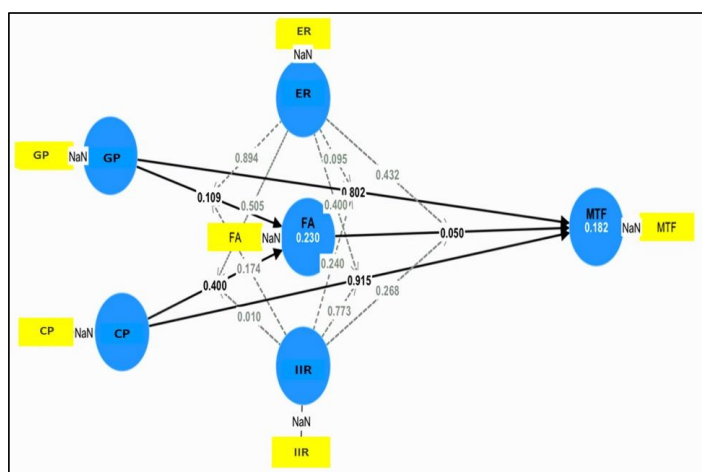 ER
NaN
ER
GP
NaN
GP
0.894
0.095
0.432
0.109
0.802
0.505
0.400
FA
NaN
FA
0.230
0.050
MTF
0.182
NaN
MTF
0.174
0.240
0.400
0.915
0.268
0.010
0.773
CP
NaN
CP
IIR
NaN
IIR